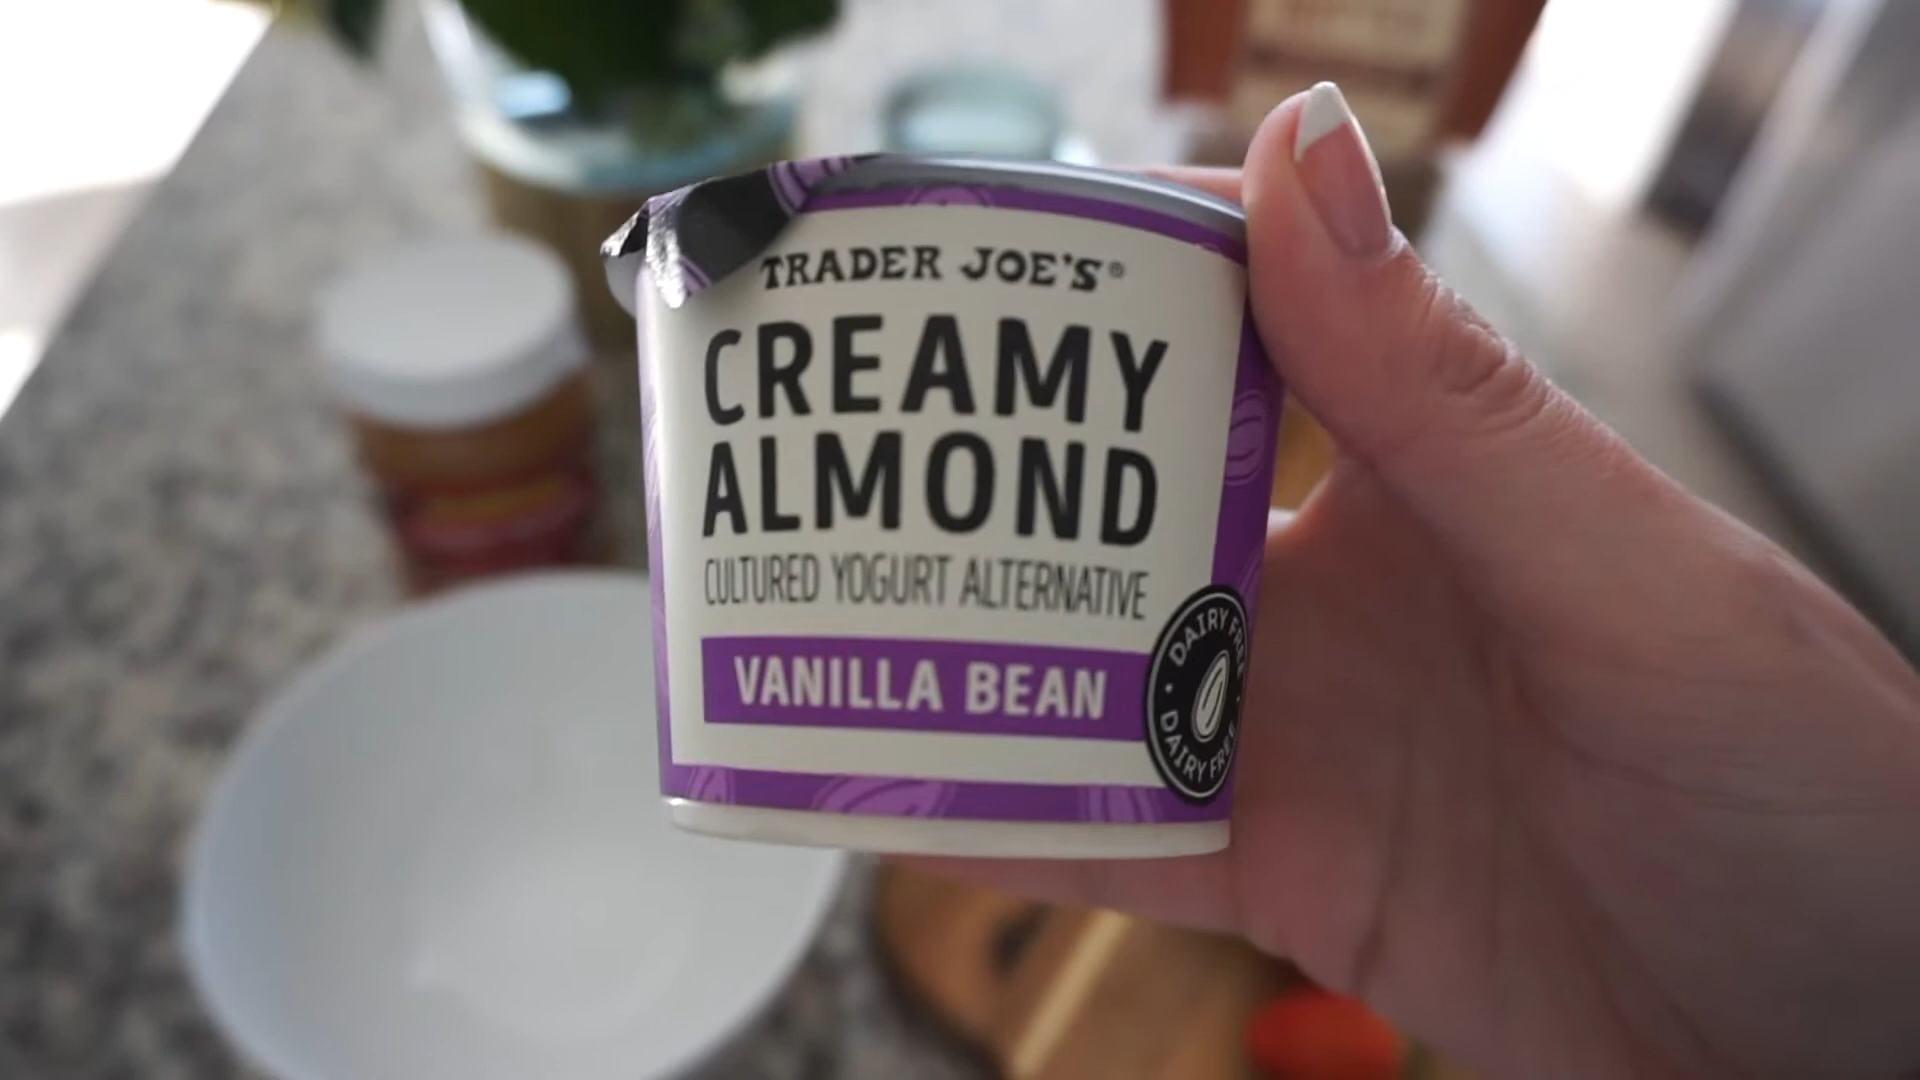 TRADER JOE'S®
CREAMY
ALMOND
CULTURED YOGURT ALTERNATIVE
VANILLA BEAN
DAIRY FREE
DAIRY FREE